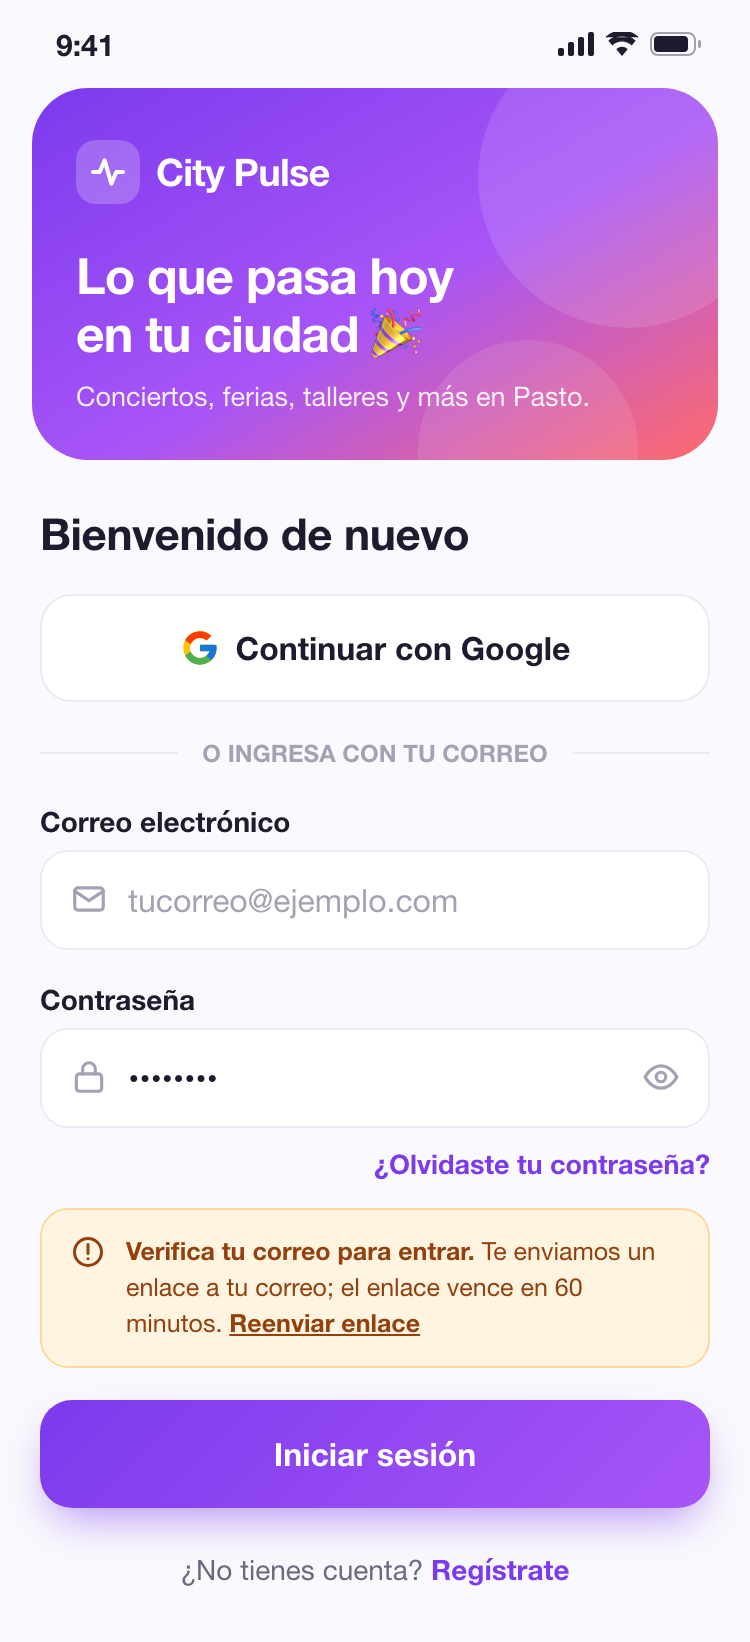 9:41
City Pulse
Lo que pasa hoy
en tu ciudad 🎉
Conciertos, ferias, talleres y más en Pasto.
Bienvenido de nuevo
Continuar con Google
O INGRESA CON TU CORREO
Correo electrónico
tucorreo@ejemplo.com
Contraseña
••••••••
¿Olvidaste tu contraseña?
Verifica tu correo para entrar. Te enviamos un
enlace a tu correo; el enlace vence en 60
minutos. Reenviar enlace
Iniciar sesión
¿No tienes cuenta? Regístrate